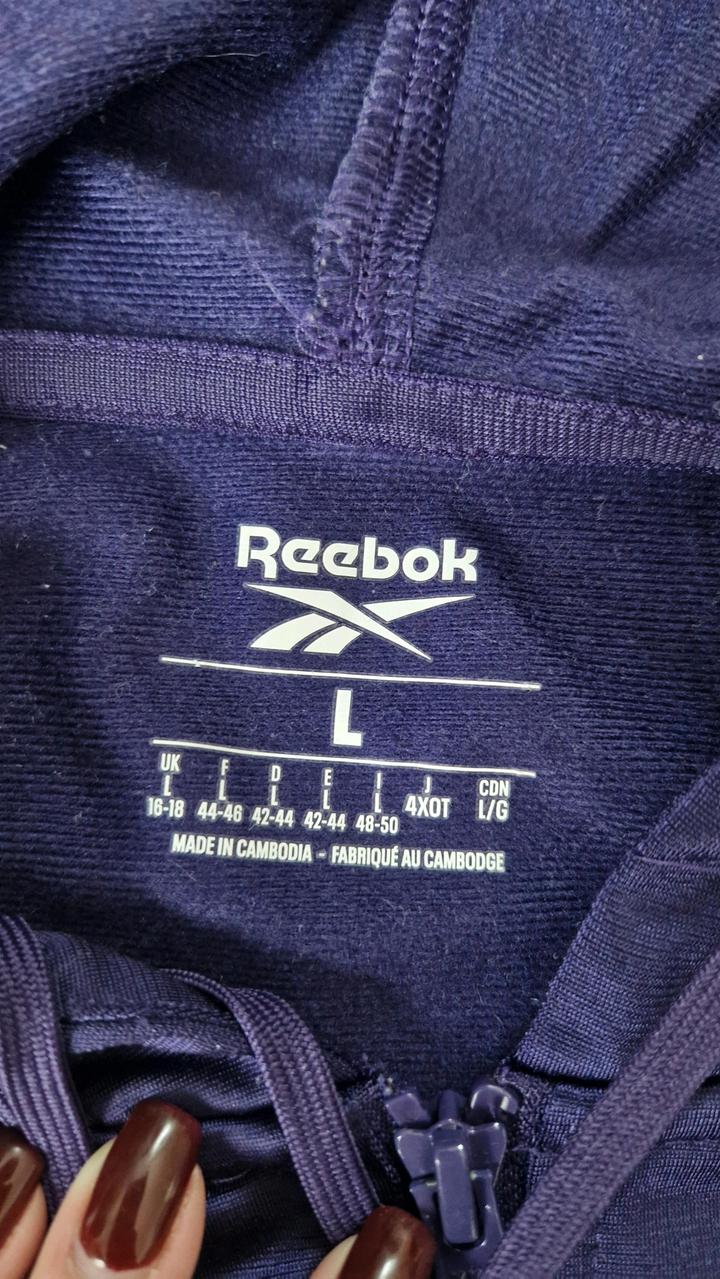 Reebok
L
UK F D E I J CDN
L L L L L 4XOT L/G
16-18 44-46 42-44 42-44 48-50
MADE IN CAMBODIA - FABRIQUÉ AU CAMBODGE